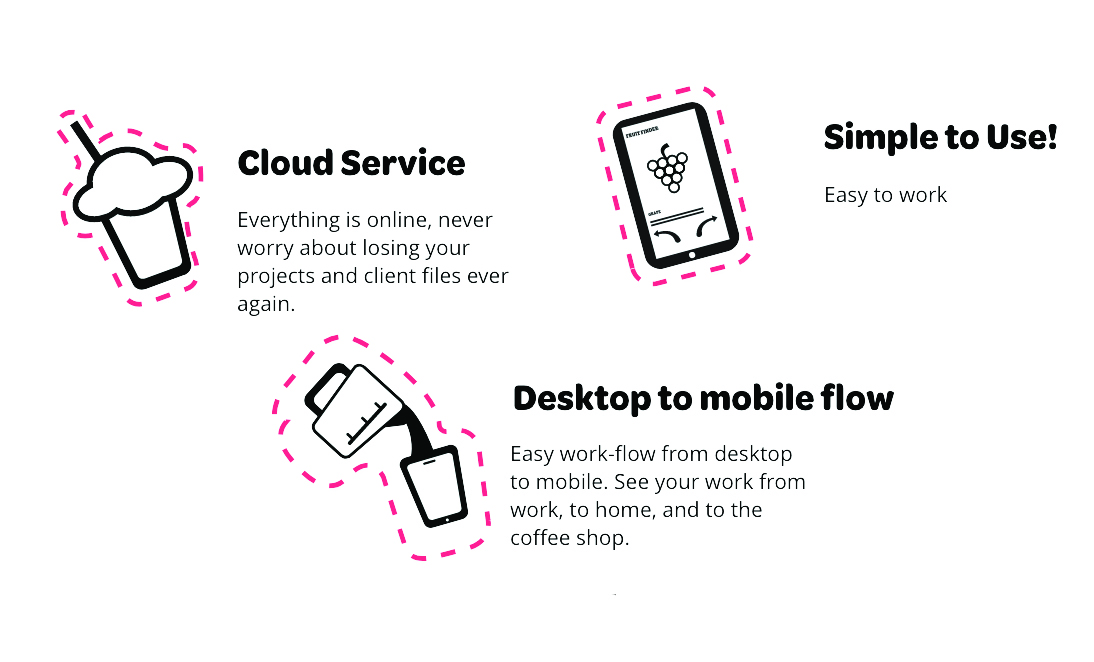 Cloud Service
Everything is online, never
worry about losing your
projects and client files ever
again.
FRUIT FINDER
GRAPE
Simple to Use!
Easy to work
Desktop to mobile flow
Easy work-flow from desktop
to mobile. See your work from
work, to home, and to the
coffee shop.